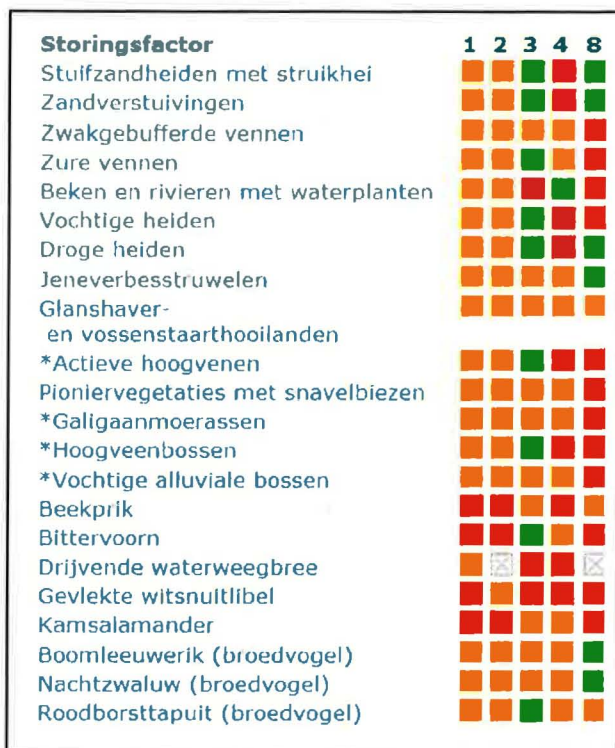 Storingsfactor 1 2 3 4 8
Stuifzandheiden met struikhei
Zandverstuivingen
Zwakgebufferde vennen
Zure vennen
Beken en rivieren met waterplanten
Vochtige heiden
Droge heiden
Jeneverbesstruwelen
Glanshaver-
en vossenstaarthooilanden
*Actieve hoogvenen
Pioniervegetaties met snavelbiezen
*Galigaanmoerassen
*Hoogveenbossen
*Vochtige alluviale bossen
Beekprik
Bittervoorn
Drijvende waterweegbree
Gevlekte witsnuitlibel
Kamsalamander
Boomleeuwerik (broedvogel)
Nachtzwaluw (broedvogel)
Roodborsttapuit (broedvogel)